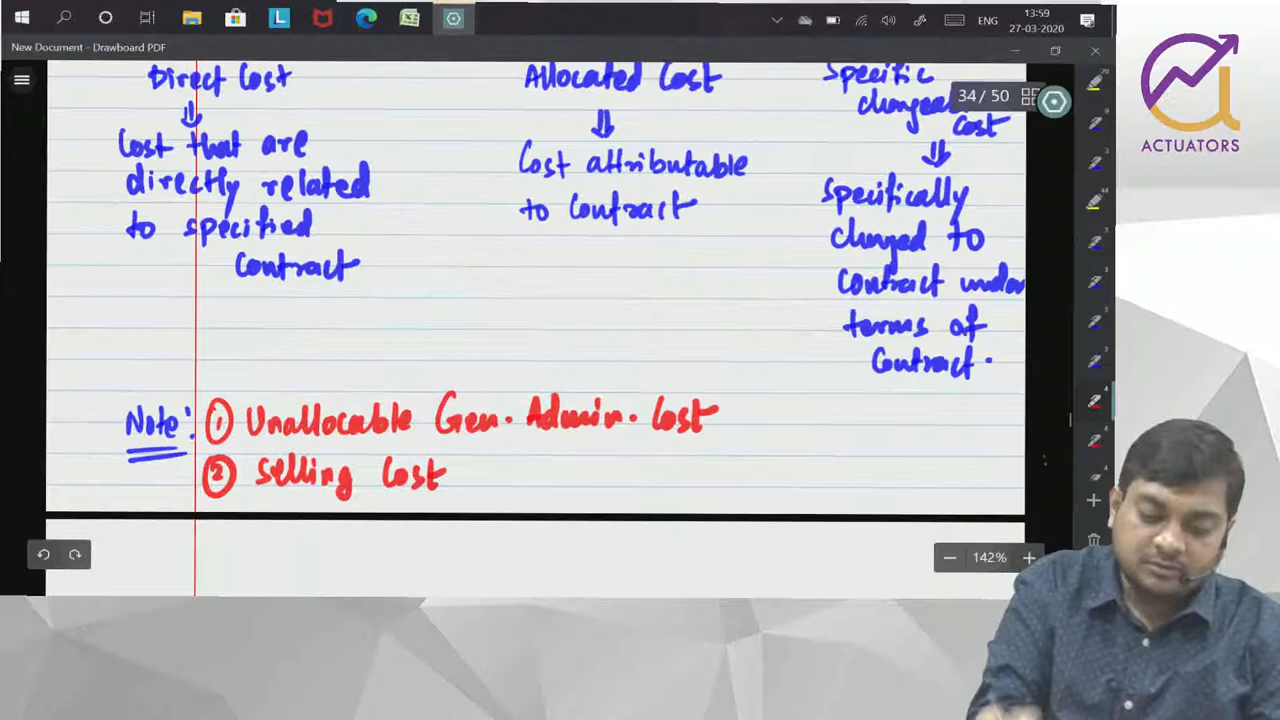 13:59
ENG
27-03-2020
New Document - Drawboard PDF
34 / 50
ACTUATORS
Direct Cost
Cost that are
directly related
to specified
Contract
Allocated Cost
Cost attributable
to Contract
Specific
Cost
Specifically
charged to
Contract under
terms of
Contract.
Note:
① Unallocable Gen. Admin. Cost
② Selling Cost
142%